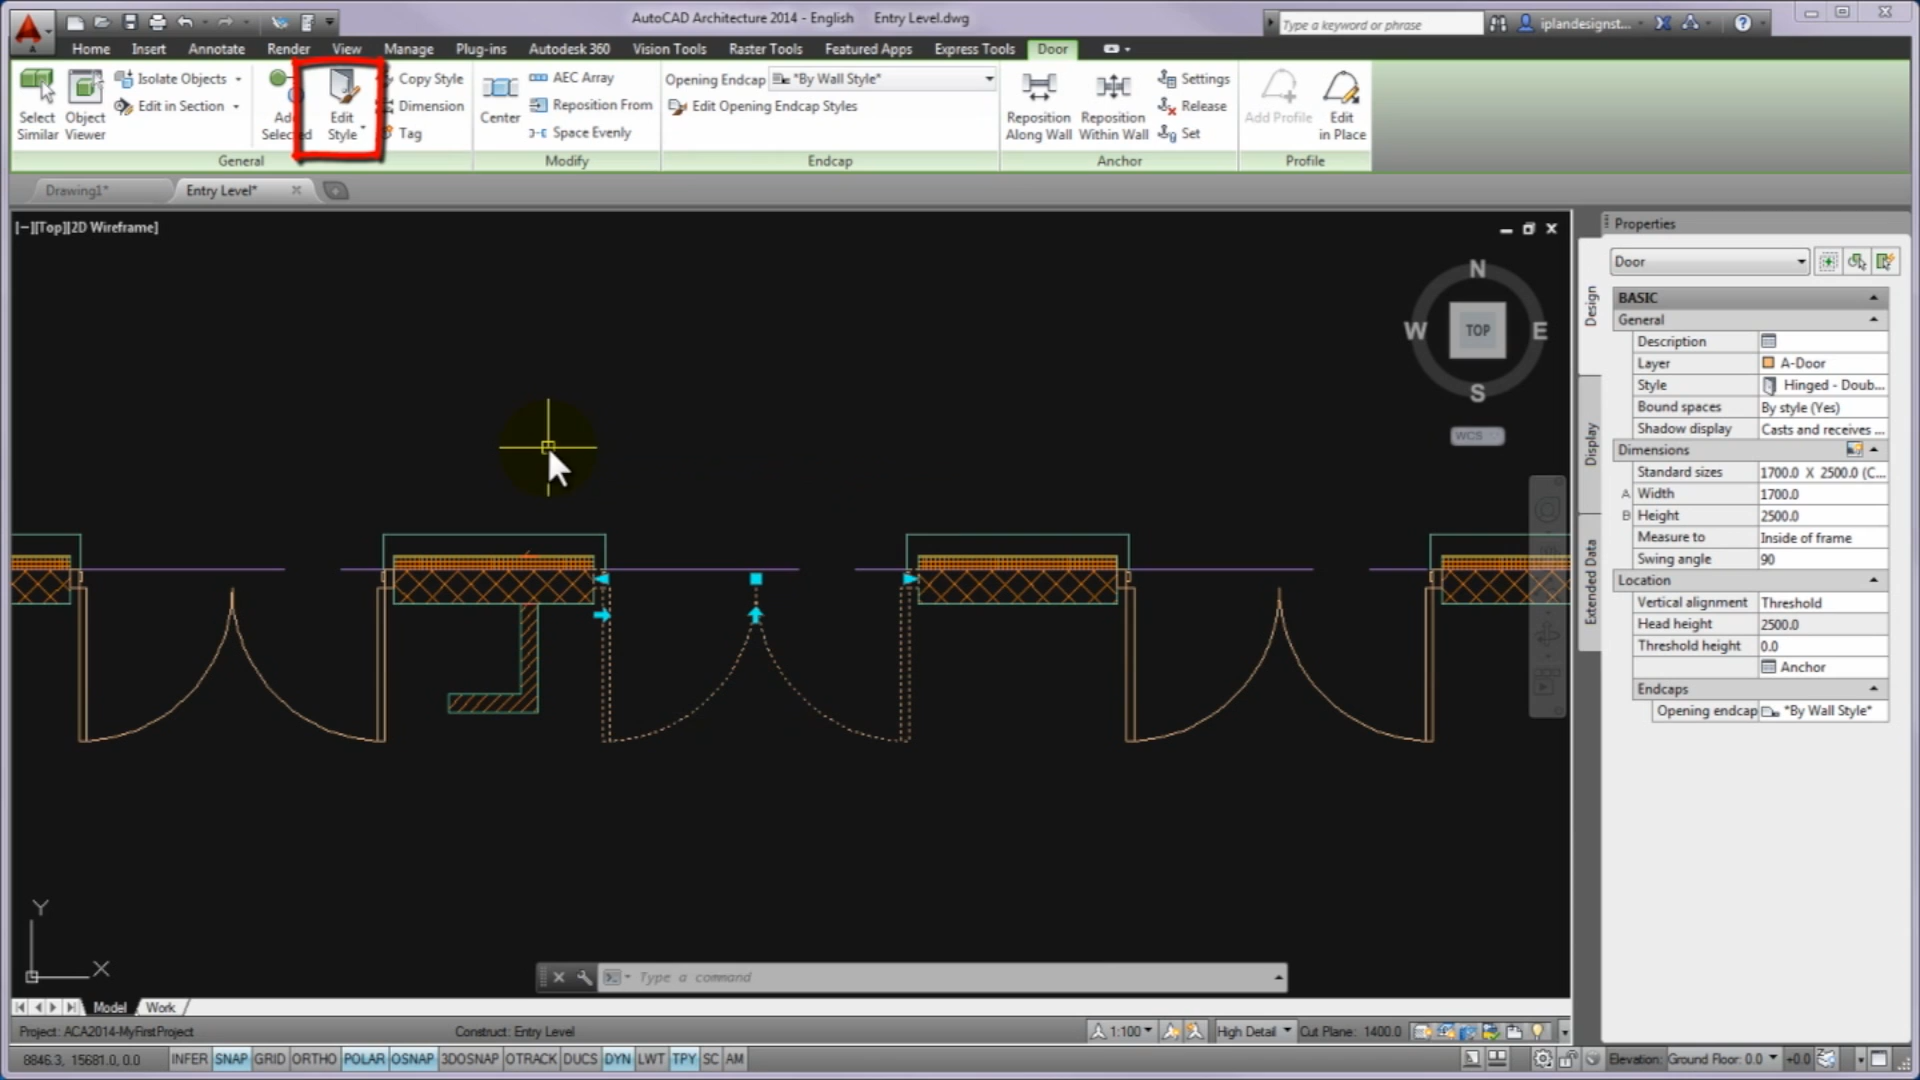 AutoCAD Architecture 2014 - English Entry Level.dwg
Type a keyword or phrase
iplandesignst...
Home Insert Annotate Render View Manage Plug-ins Autodesk 360 Vision Tools Raster Tools Featured Apps Express Tools Door
Select Similar
Object Viewer
Isolate Objects
Edit in Section
Add Selected
Edit Style
Copy Style
Dimension
Tag
General
Center
AEC Array
Reposition From
Space Evenly
Modify
Opening Endcap *By Wall Style*
Edit Opening Endcap Styles
Endcap
Reposition Along Wall
Reposition Within Wall
Settings
Release
Set
Anchor
Add Profile
Edit in Place
Profile
Drawing1*
Entry Level*
[−][Top][2D Wireframe]
N
W TOP E
S
WCS
Y
X
Type a command
Properties
Door
Design
Display
Extended Data
BASIC
General
Description
Layer A-Door
Style Hinged - Doub...
Bound spaces By style (Yes)
Shadow display Casts and receives ...
Dimensions
Standard sizes 1700.0 X 2500.0 (C...
A Width 1700.0
B Height 2500.0
Measure to Inside of frame
Swing angle 90
Location
Vertical alignment Threshold
Head height 2500.0
Threshold height 0.0
Anchor
Endcaps
Opening endcap *By Wall Style*
Model Work
Project: ACA2014-MyFirstProject Construct: Entry Level 1:100 High Detail Cut Plane: 1400.0
8846.3, 15681.0, 0.0 INFER SNAP GRID ORTHO POLAR OSNAP 3DOSNAP OTRACK DUCS DYN LWT TPY SC AM Elevation: Ground Floor: 0.0 +0.0